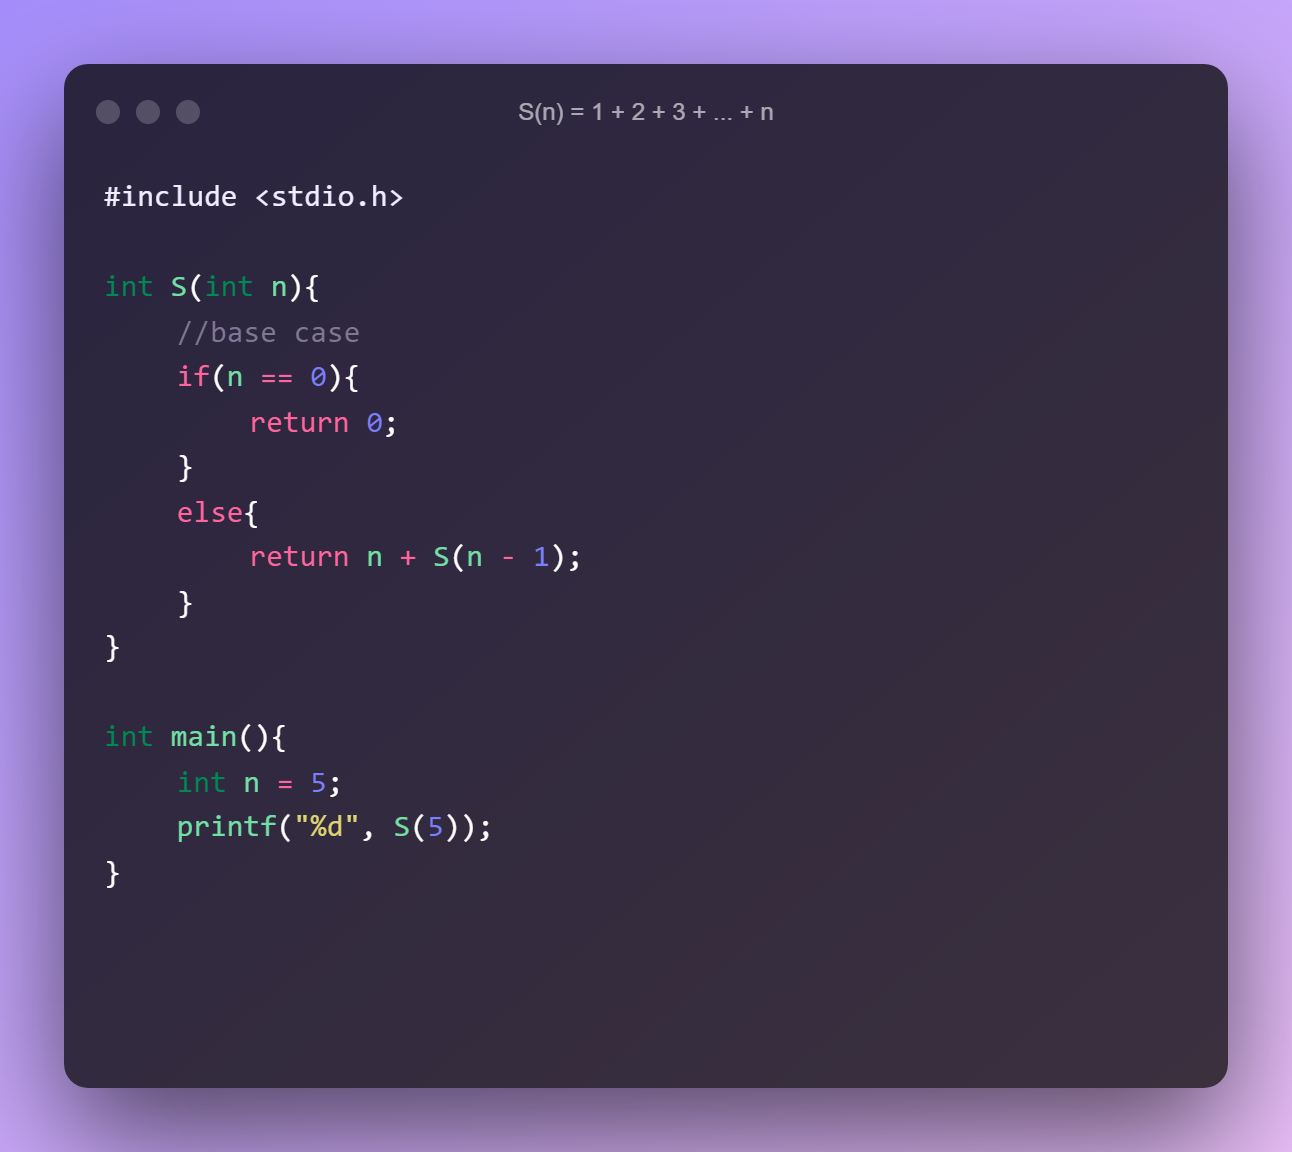 S(n) = 1 + 2 + 3 + ... + n
#include <stdio.h>
int S(int n){
//base case
if(n == 0){
return 0;
}
else{
return n + S(n - 1);
}
}
int main(){
int n = 5;
printf("%d", S(5));
}